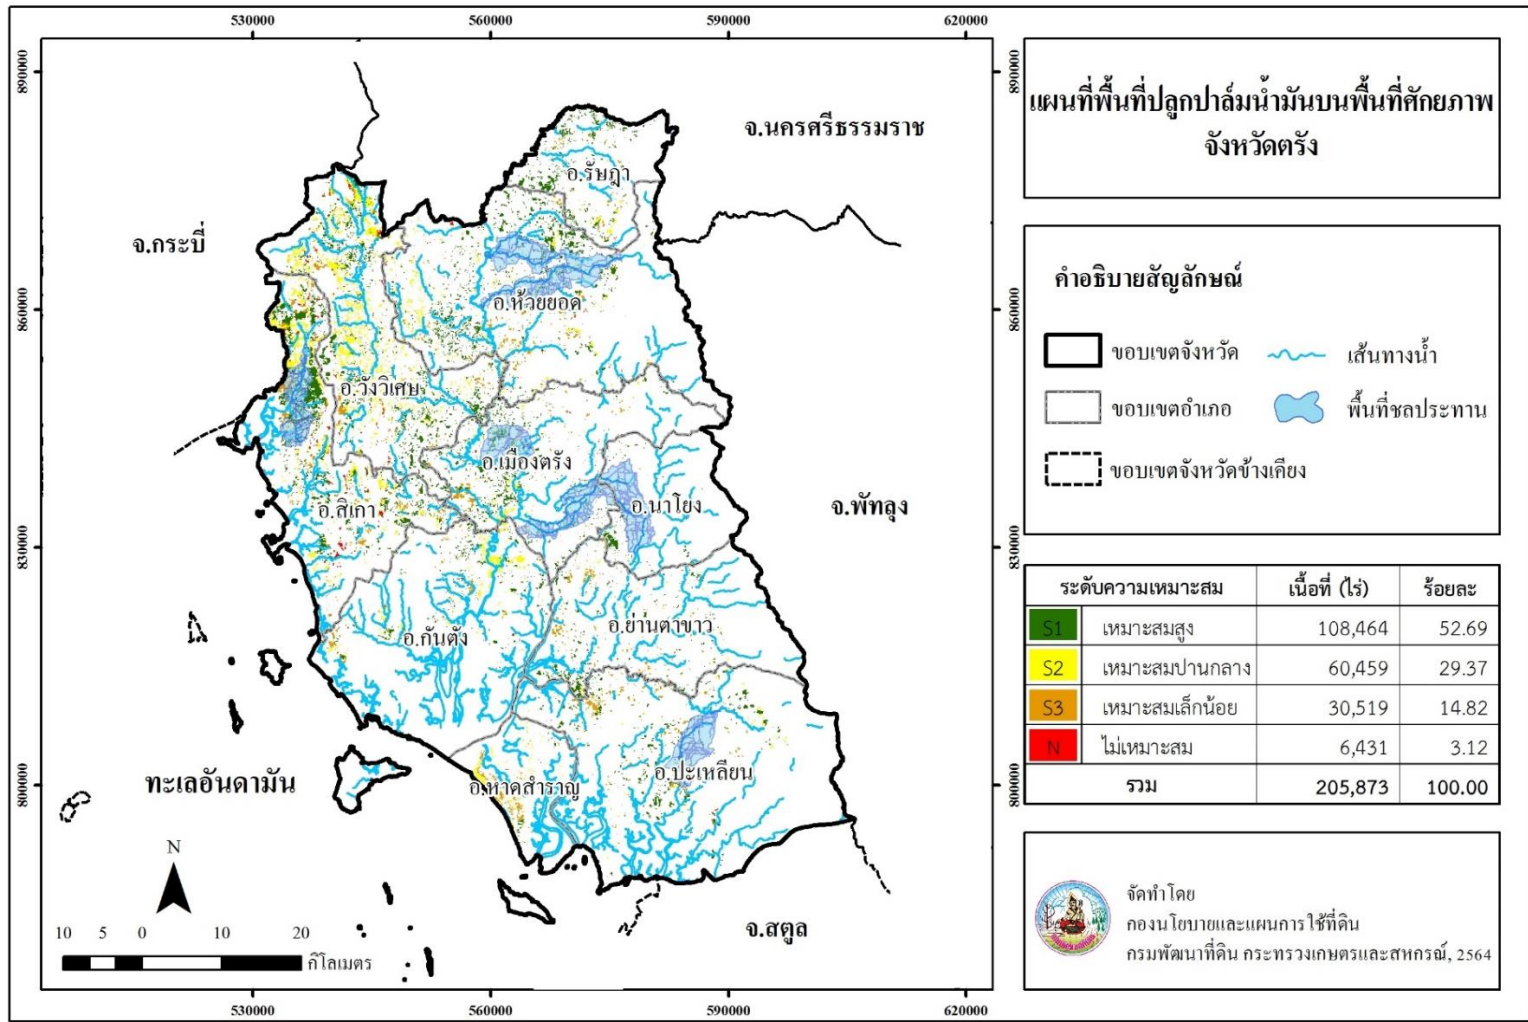 530000
560000
590000
620000
890000
860000
830000
800000
890000
860000
830000
800000
จ.นครศรีธรรมราช
อ.รัษฎา
จ.กระบี่
อ.ห้วยยอด
อ.วังวิเศษ
อ.เมืองตรัง
อ.สิเกา
อ.นาโยง
จ.พัทลุง
อ.กันตัง
อ.ย่านตาขาว
ทะเลอันดามัน
อ.หาดสำราญ
อ.ปะเหลียน
จ.สตูล
N
10 5 0 10 20
กิโลเมตร
530000
560000
590000
620000
แผนที่พื้นที่ปลูกปาล์มน้ำมันบนพื้นที่ศักยภาพ
จังหวัดตรัง
คำอธิบายสัญลักษณ์
ขอบเขตจังหวัด เส้นทางน้ำ
ขอบเขตอำเภอ พื้นที่ชลประทาน
ขอบเขตจังหวัดข้างเคียง
ระดับความเหมาะสม เนื้อที่ (ไร่) ร้อยละ
S1 เหมาะสมสูง 108,464 52.69
S2 เหมาะสมปานกลาง 60,459 29.37
S3 เหมาะสมเล็กน้อย 30,519 14.82
N ไม่เหมาะสม 6,431 3.12
รวม 205,873 100.00
จัดทำโดย
กองนโยบายและแผนการใช้ที่ดิน
กรมพัฒนาที่ดิน กระทรวงเกษตรและสหกรณ์, 2564